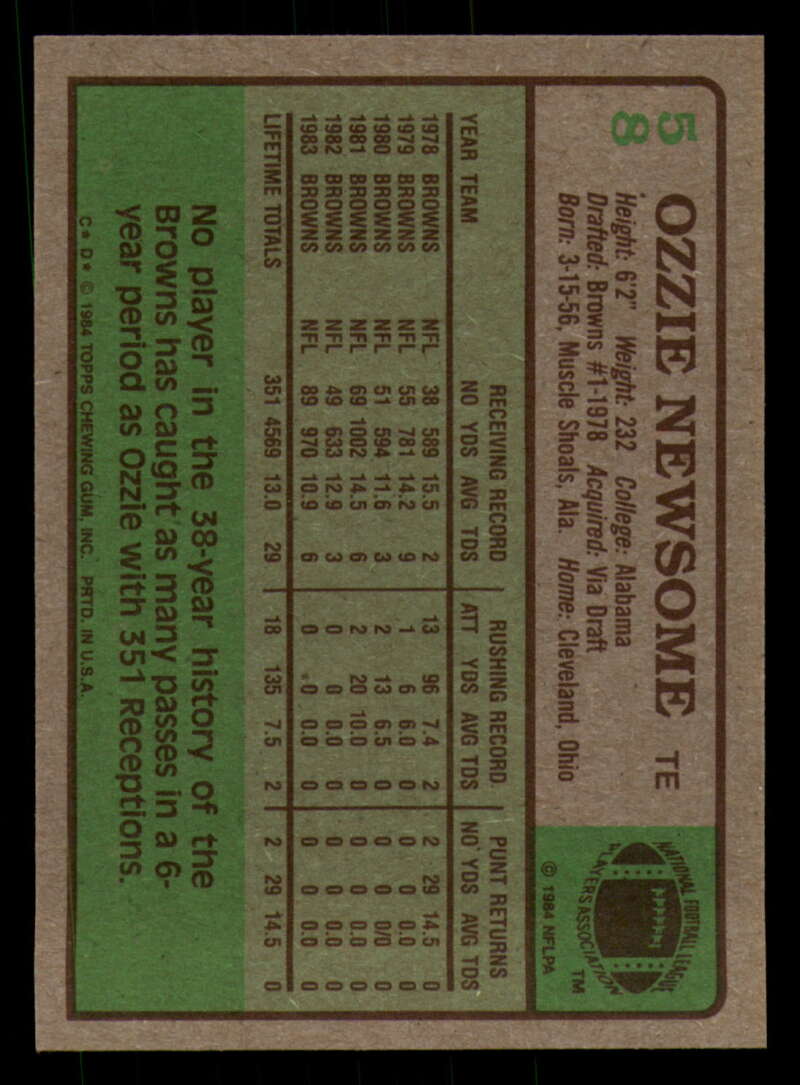 58
OZZIE NEWSOME TE
Height: 6'2" Weight: 232 College: Alabama
Drafted: Browns #1-1978 Acquired: Via Draft
Born: 3-15-56, Muscle Shoals, Ala. Home: Cleveland, Ohio
NATIONAL FOOTBALL LEAGUE
PLAYERS ASSOCIATION
TM
© 1984 NFLPA
RECEIVING RECORD RUSHING RECORD PUNT RETURNS
YEAR TEAM NO YDS AVG TDS ATT YDS AVG TDS NO YDS AVG TDS
1978 BROWNS NFL 38 589 15.5 2 13 96 7.4 2 2 29 14.5 0
1979 BROWNS NFL 55 781 14.2 9 1 6 6.0 0 0 0 0.0 0
1980 BROWNS NFL 51 594 11.6 3 2 13 6.5 0 0 0 0/0 0
1981 BROWNS NFL 69 1002 14.5 6 2 20 10.0 0 0 0 0.0 0
1982 BROWNS NFL 49 633 12.9 3 0 0 0.0 0 0 0 0.0 0
1983 BROWNS NFL 89 970 10.9 6 0 0 0.0 0 0 0 0.0 0
LIFETIME TOTALS 351 4569 13.0 29 18 135 7.5 2 2 29 14.5 0
No player in the 38-year history of the
Browns has caught as many passes in a 6-
year period as Ozzie with 351 Receptions.
C * D * © 1984 TOPPS CHEWING GUM, INC. PRTD. IN U.S.A.